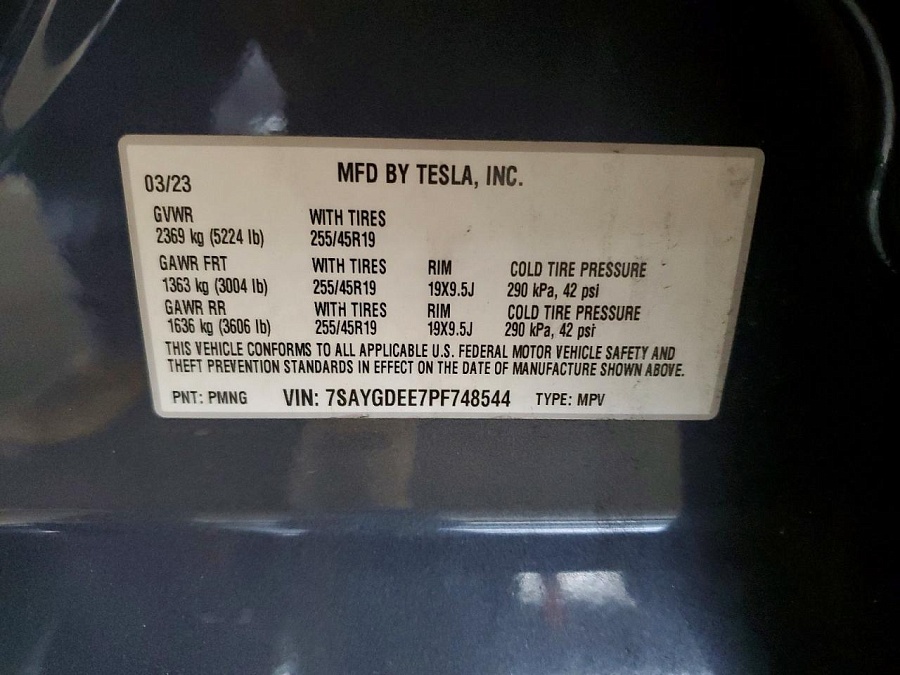 MFD BY TESLA, INC.
03/23
GVWR WITH TIRES
2369 kg (5224 lb) 255/45R19
GAWR FRT WITH TIRES RIM COLD TIRE PRESSURE
1363 kg (3004 lb) 255/45R19 19X9.5J 290 kPa, 42 psi
GAWR RR WITH TIRES RIM COLD TIRE PRESSURE
1636 kg (3606 lb) 255/45R19 19X9.5J 290 kPa, 42 psi
THIS VEHICLE CONFORMS TO ALL APPLICABLE U.S. FEDERAL MOTOR VEHICLE SAFETY AND
THEFT PREVENTION STANDARDS IN EFFECT ON THE DATE OF MANUFACTURE SHOWN ABOVE.
PNT: PMNG VIN: 7SAYGDEE7PF748544 TYPE: MPV